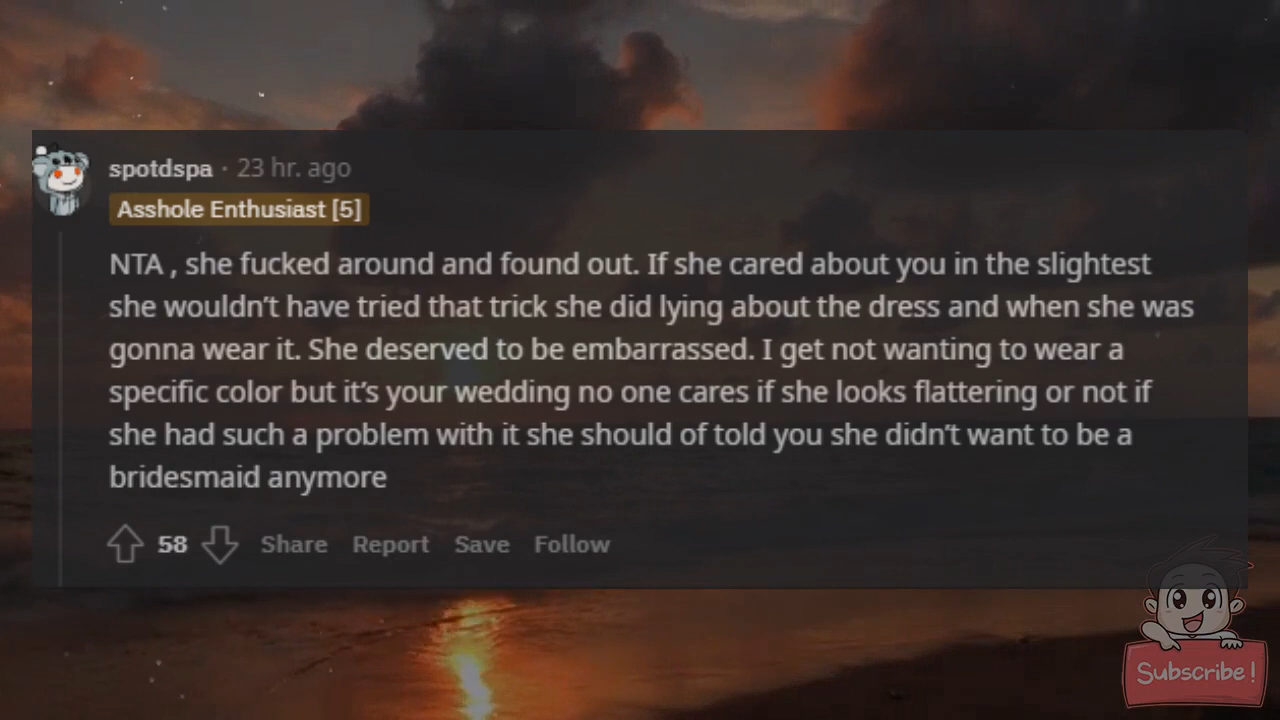 spotdspa · 23 hr. ago
Asshole Enthusiast [5]
NTA , she fucked around and found out. If she cared about you in the slightest
she wouldn’t have tried that trick she did lying about the dress and when she was
gonna wear it. She deserved to be embarrassed. I get not wanting to wear a
specific color but it’s your wedding no one cares if she looks flattering or not if
she had such a problem with it she should of told you she didn’t want to be a
bridesmaid anymore
58 Share Report Save Follow
Subscribe!